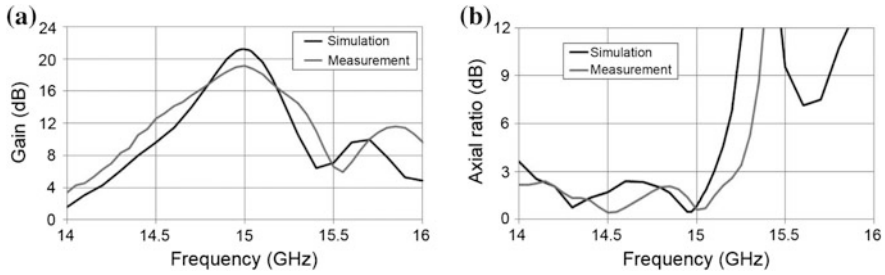 (a)
Gain (dB)
24
20
16
12
8
4
0
Simulation
Measurement
14
14.5
15
15.5
16
Frequency (GHz)
(b)
Axial ratio (dB)
12
9
6
3
0
Simulation
Measurement
14
14.5
15
15.5
16
Frequency (GHz)